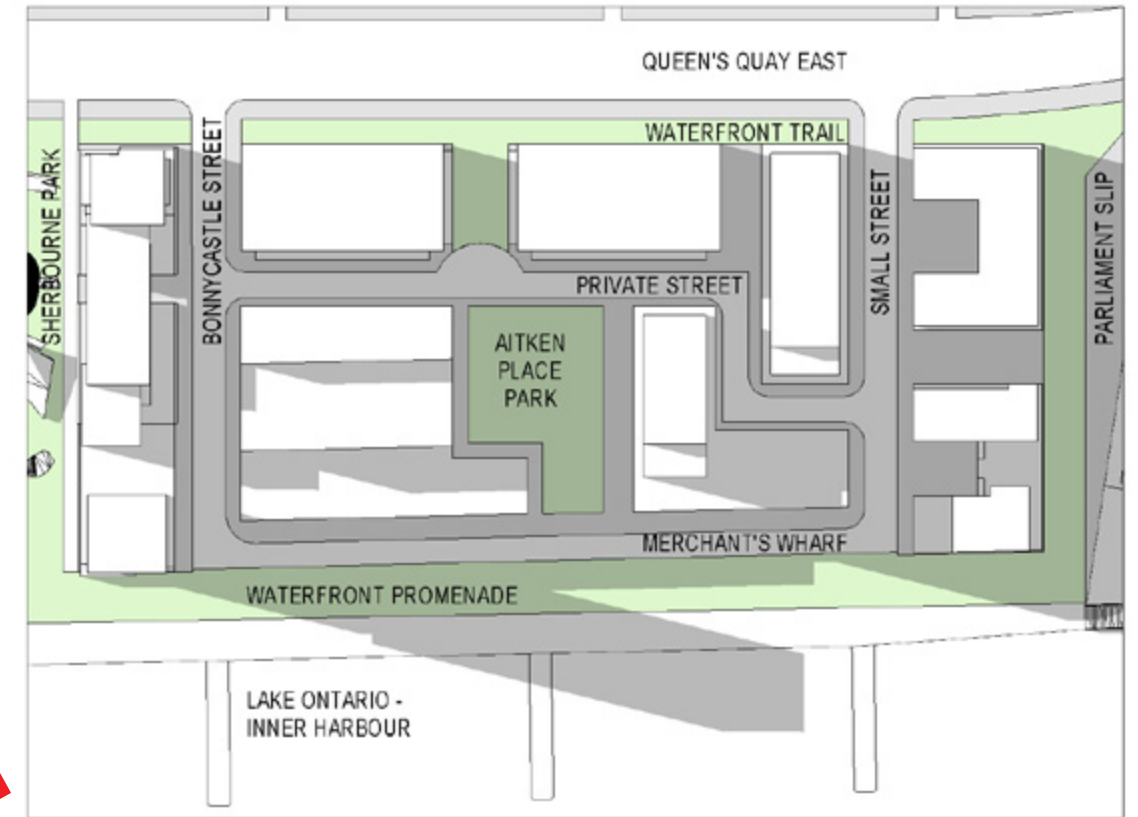 QUEEN'S QUAY EAST
WATERFRONT TRAIL
SHERBOURNE PARK
BONNYCASTLE STREET
SMALL STREET
PARLIAMENT SLIP
PRIVATE STREET
AITKEN
PLACE
PARK
MERCHANT'S WHARF
WATERFRONT PROMENADE
LAKE ONTARIO -
INNER HARBOUR